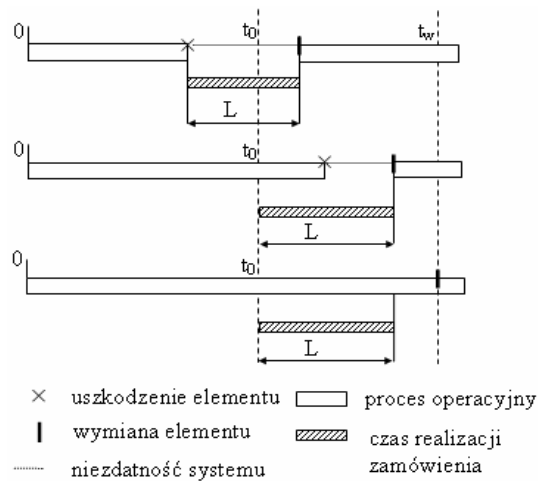 0 t0 tw
L
0 t0
L
0 t0
L
uszkodzenie elementu
proces operacyjny
wymiana elementu
czas realizacji
zamówienia
niezdatność systemu